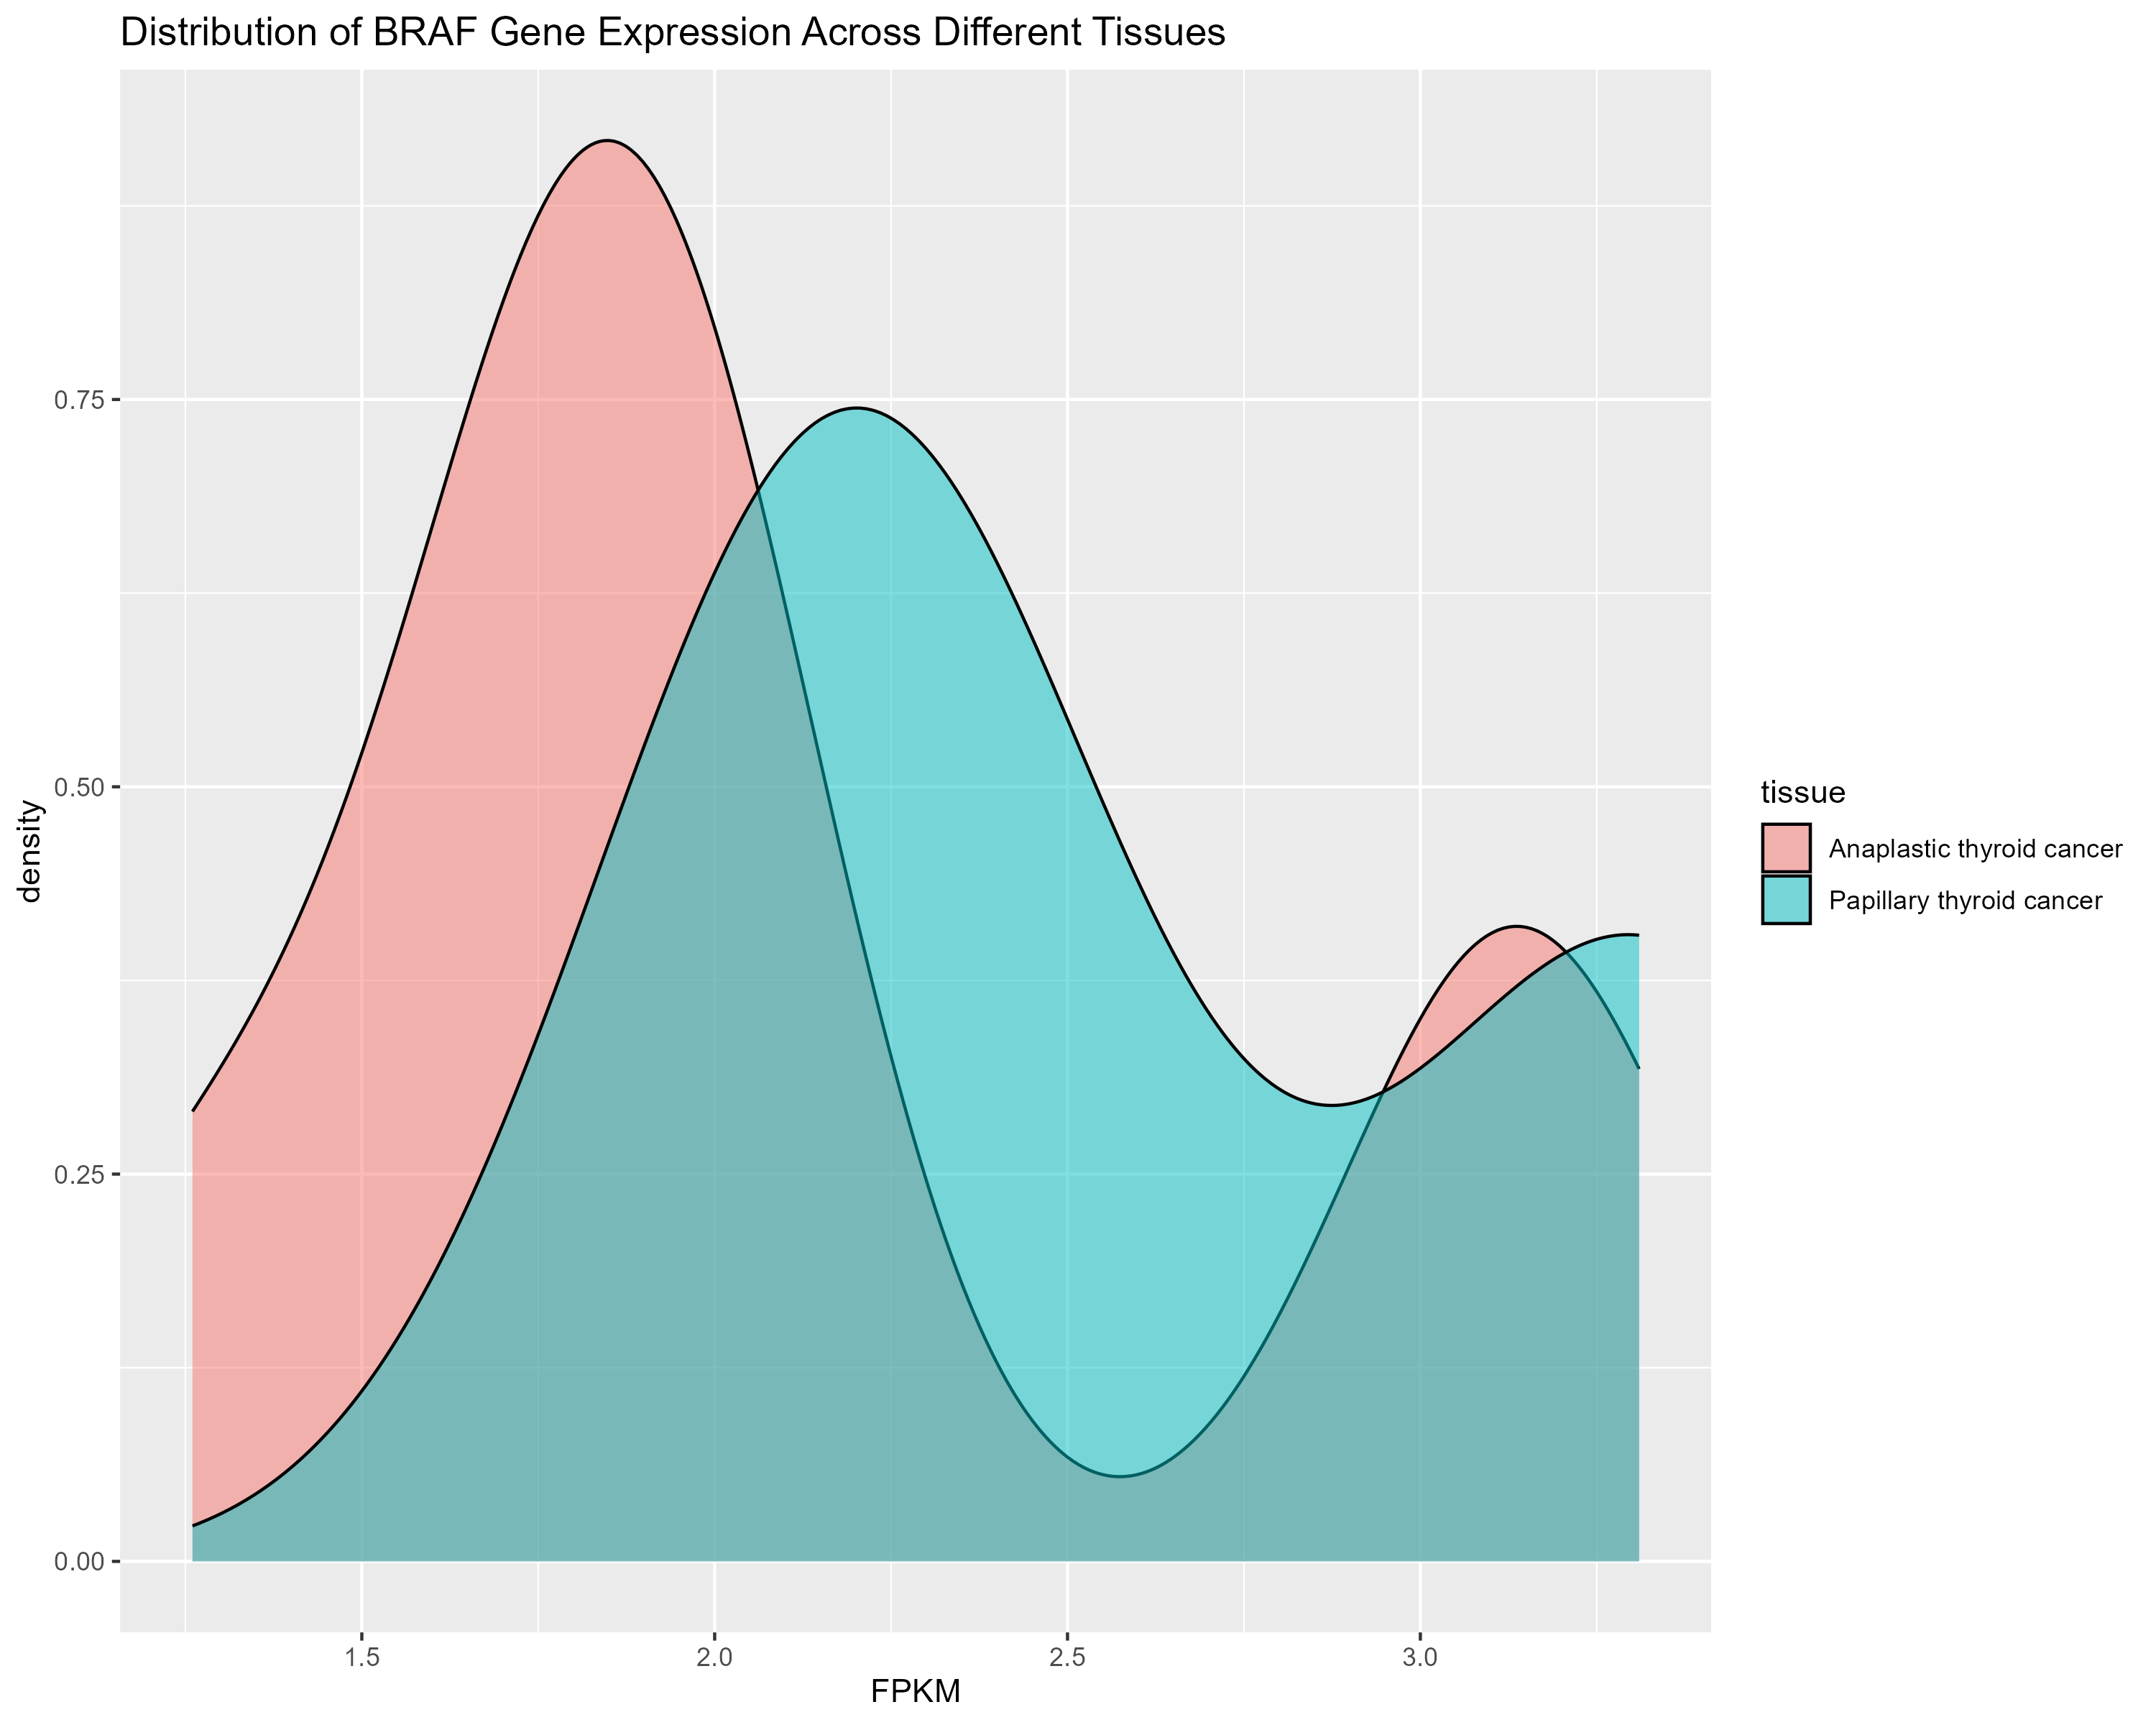 Distribution of BRAF Gene Expression Across Different Tissues
0.75
0.50
0.25
0.00
density
1.5 2.0 2.5 3.0
FPKM
tissue
Anaplastic thyroid cancer
Papillary thyroid cancer